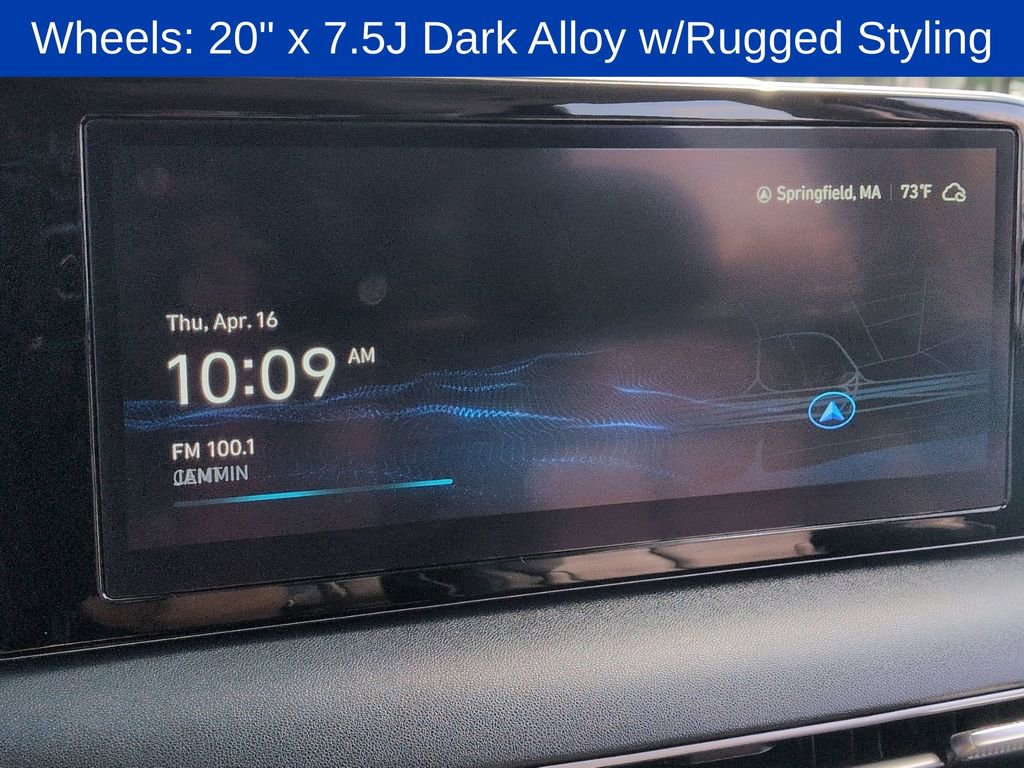 Wheels: 20" x 7.5J Dark Alloy w/Rugged Styling
Springfield, MA | 73°F
Thu, Apr. 16
10:09 AM
FM 100.1